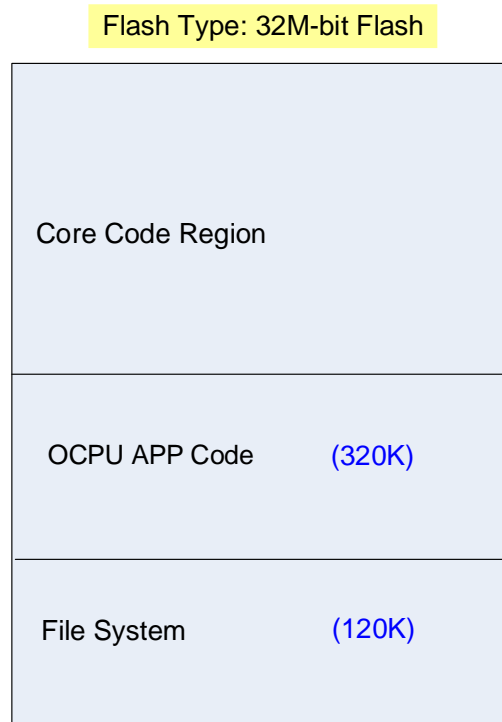 Flash Type: 32M-bit Flash
Core Code Region
OCPU APP Code (320K)
File System (120K)